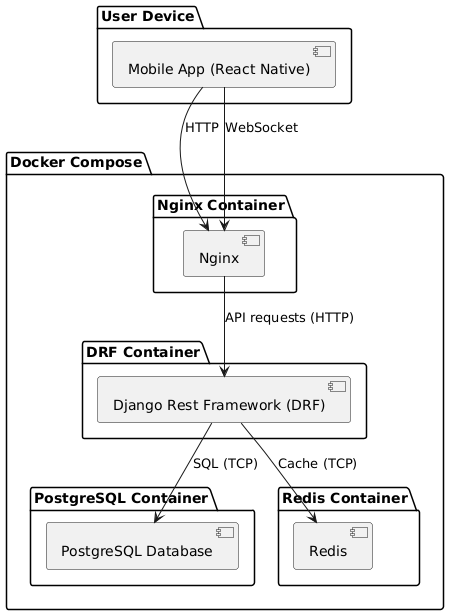 User Device
Mobile App (React Native)
HTTP
WebSocket
Docker Compose
Nginx Container
Nginx
API requests (HTTP)
DRF Container
Django Rest Framework (DRF)
SQL (TCP)
Cache (TCP)
PostgreSQL Container
Redis Container
PostgreSQL Database
Redis